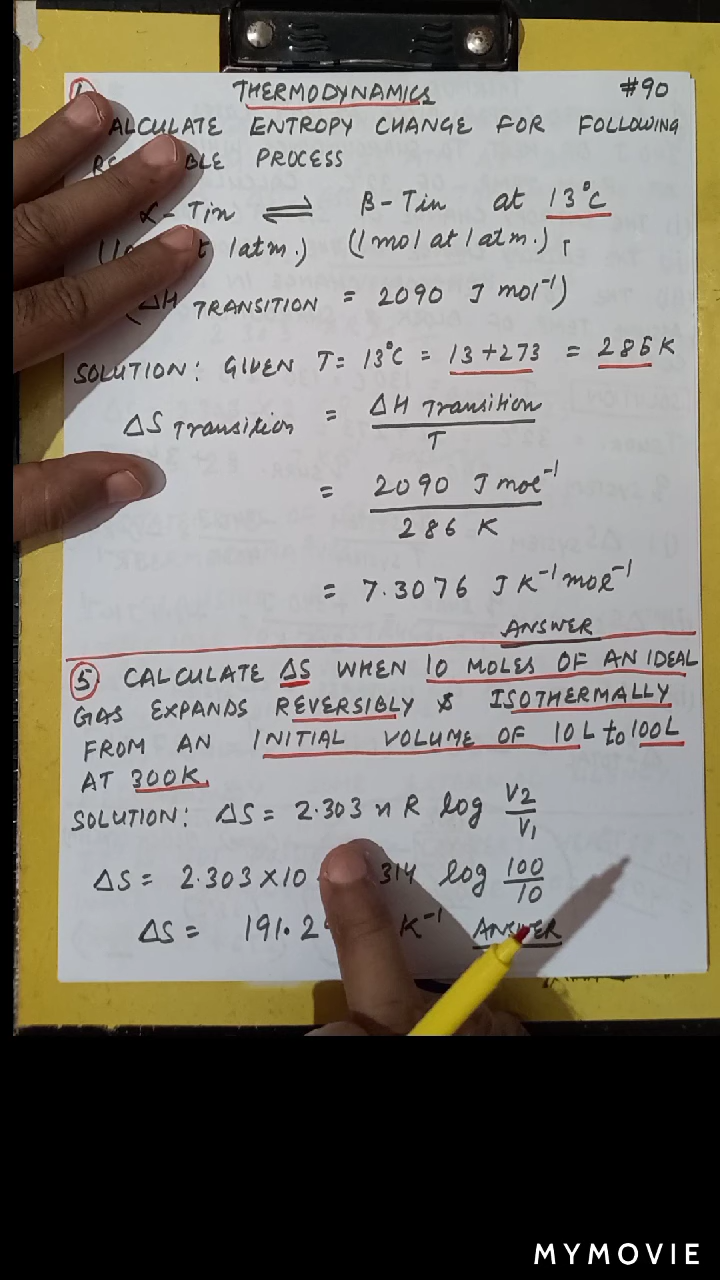 THERMODYNAMICS #90
ALCULATE ENTROPY CHANGE FOR FOLLOWING
PROCESS
α-Tin ⇌ β-Tin at 13°C
1atm.) (1 mol at 1 atm.),
(ΔH TRANSITION = 2090 J mol⁻¹)
SOLUTION: GIVEN T= 13°C = 13+273 = 286K
ΔS Transition = ΔH Transition
T
= 2090 J mol⁻¹
286 K
= 7.3076 J K⁻¹ mol⁻¹
ANSWER
5 CALCULATE ΔS WHEN 10 MOLES OF AN IDEAL
GAS EXPANDS REVERSIBLY & ISOTHERMALLY
FROM AN INITIAL VOLUME OF 10L to 100L
AT 300K.
SOLUTION: ΔS = 2.303 n R log V2
V1
ΔS = 2.303 × 10 314 log 100
10
ΔS = 191.2 K⁻¹ ANSWER
MYMOVIE